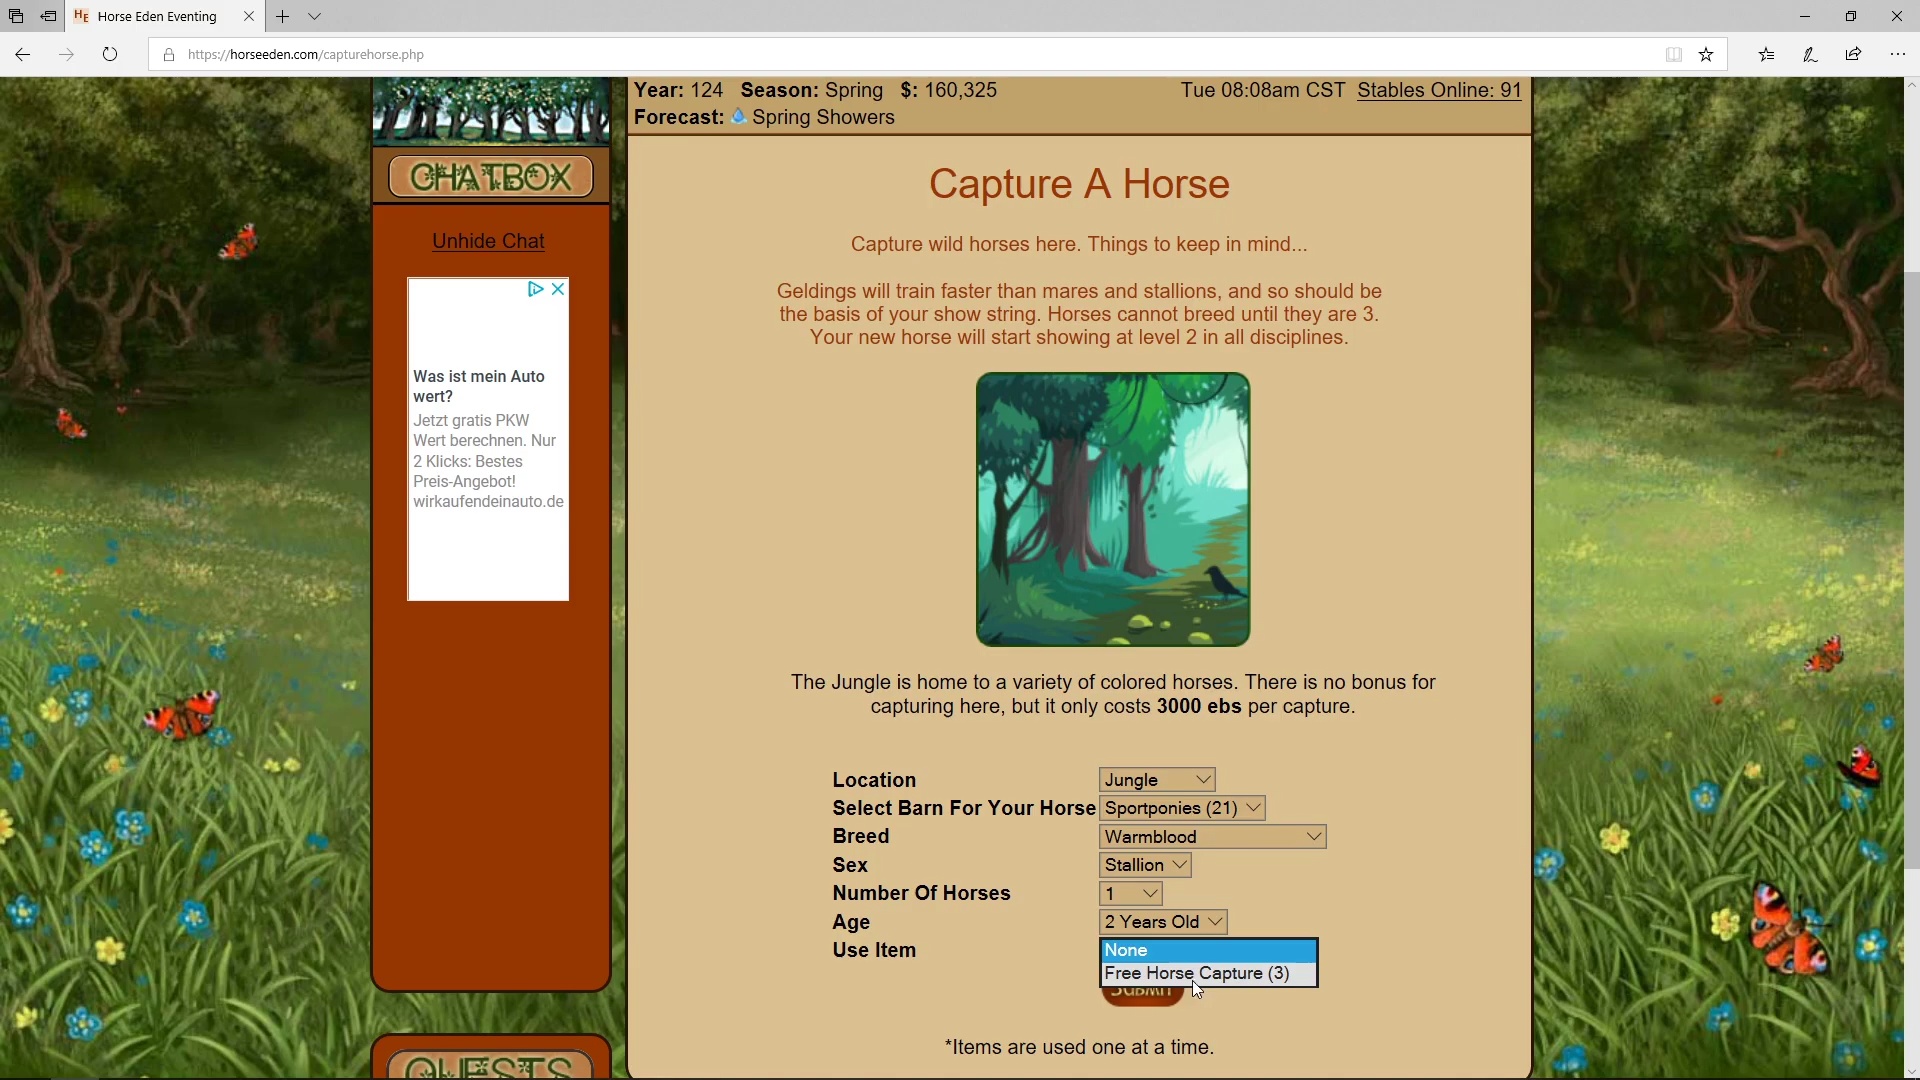 HE Horse Eden Eventing
https://horseeden.com/capturehorse.php
Year: 124 Season: Spring $: 160,325
Tue 08:08am CST Stables Online: 91
Forecast: Spring Showers
CHATBOX
Unhide Chat
Was ist mein Auto
wert?
Jetzt gratis PKW
Wert berechnen. Nur
2 Klicks: Bestes
Preis-Angebot!
wirkaufendeinauto.de
QUESTS
Capture A Horse
Capture wild horses here. Things to keep in mind...
Geldings will train faster than mares and stallions, and so should be
the basis of your show string. Horses cannot breed until they are 3.
Your new horse will start showing at level 2 in all disciplines.
The Jungle is home to a variety of colored horses. There is no bonus for
capturing here, but it only costs 3000 ebs per capture.
Location Jungle
Select Barn For Your Horse Sportponies (21)
Breed Warmblood
Sex Stallion
Number Of Horses 1
Age 2 Years Old
Use Item None
Free Horse Capture (3)
SUBMIT
*Items are used one at a time.